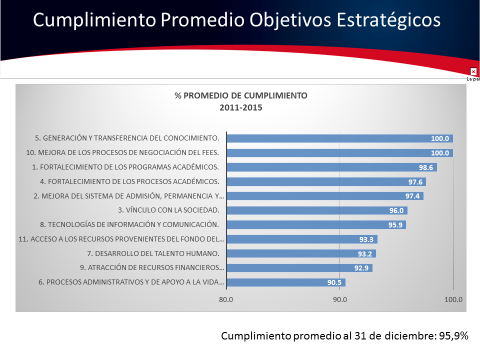 Cumplimiento Promedio Objetivos Estratégicos
% PROMEDIO DE CUMPLIMIENTO
2011-2015
5. GENERACIÓN Y TRANSFERENCIA DEL CONOCIMIENTO. 100.0
10. MEJORA DE LOS PROCESOS DE NEGOCIACIÓN DEL FEES. 100.0
1. FORTALECIMIENTO DE LOS PROGRAMAS ACADÉMICOS. 98.6
4. FORTALECIMIENTO DE LOS PROCESOS ACADÉMICOS. 97.6
2. MEJORA DEL SISTEMA DE ADMISIÓN, PERMANENCIA Y... 97.4
3. VÍNCULO CON LA SOCIEDAD. 96.0
8. TECNOLOGÍAS DE INFORMACIÓN Y COMUNICACIÓN. 95.9
11. ACCESO A LOS RECURSOS PROVENIENTES DEL FONDO DEL... 93.3
7. DESARROLLO DEL TALENTO HUMANO. 93.2
9. ATRACCIÓN DE RECURSOS FINANCIEROS... 92.9
6. PROCESOS ADMINISTRATIVOS Y DE APOYO A LA VIDA... 90.5
80.0 90.0 100.0
Cumplimiento promedio al 31 de diciembre: 95,9%